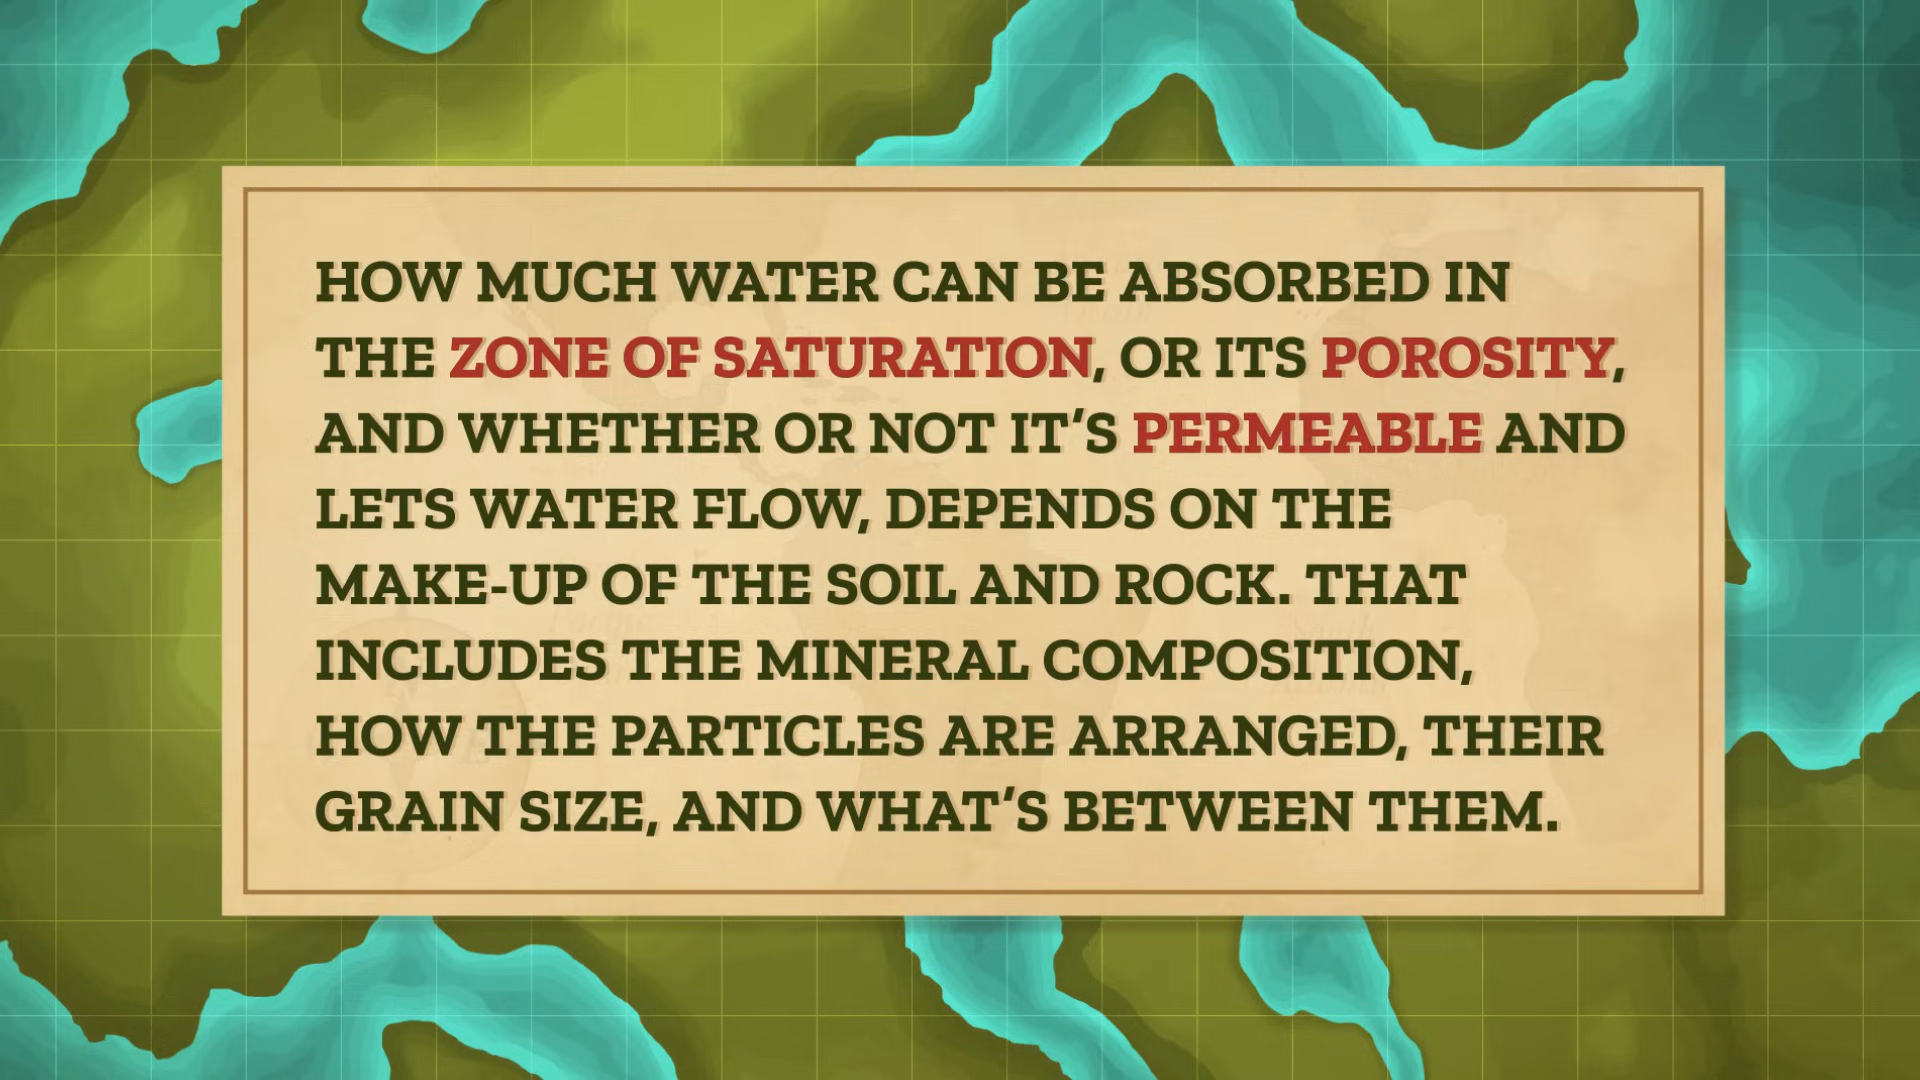 HOW MUCH WATER CAN BE ABSORBED IN
THE ZONE OF SATURATION, OR ITS POROSITY,
AND WHETHER OR NOT IT'S PERMEABLE AND
LETS WATER FLOW, DEPENDS ON THE
MAKE-UP OF THE SOIL AND ROCK. THAT
INCLUDES THE MINERAL COMPOSITION,
HOW THE PARTICLES ARE ARRANGED, THEIR
GRAIN SIZE, AND WHAT'S BETWEEN THEM.